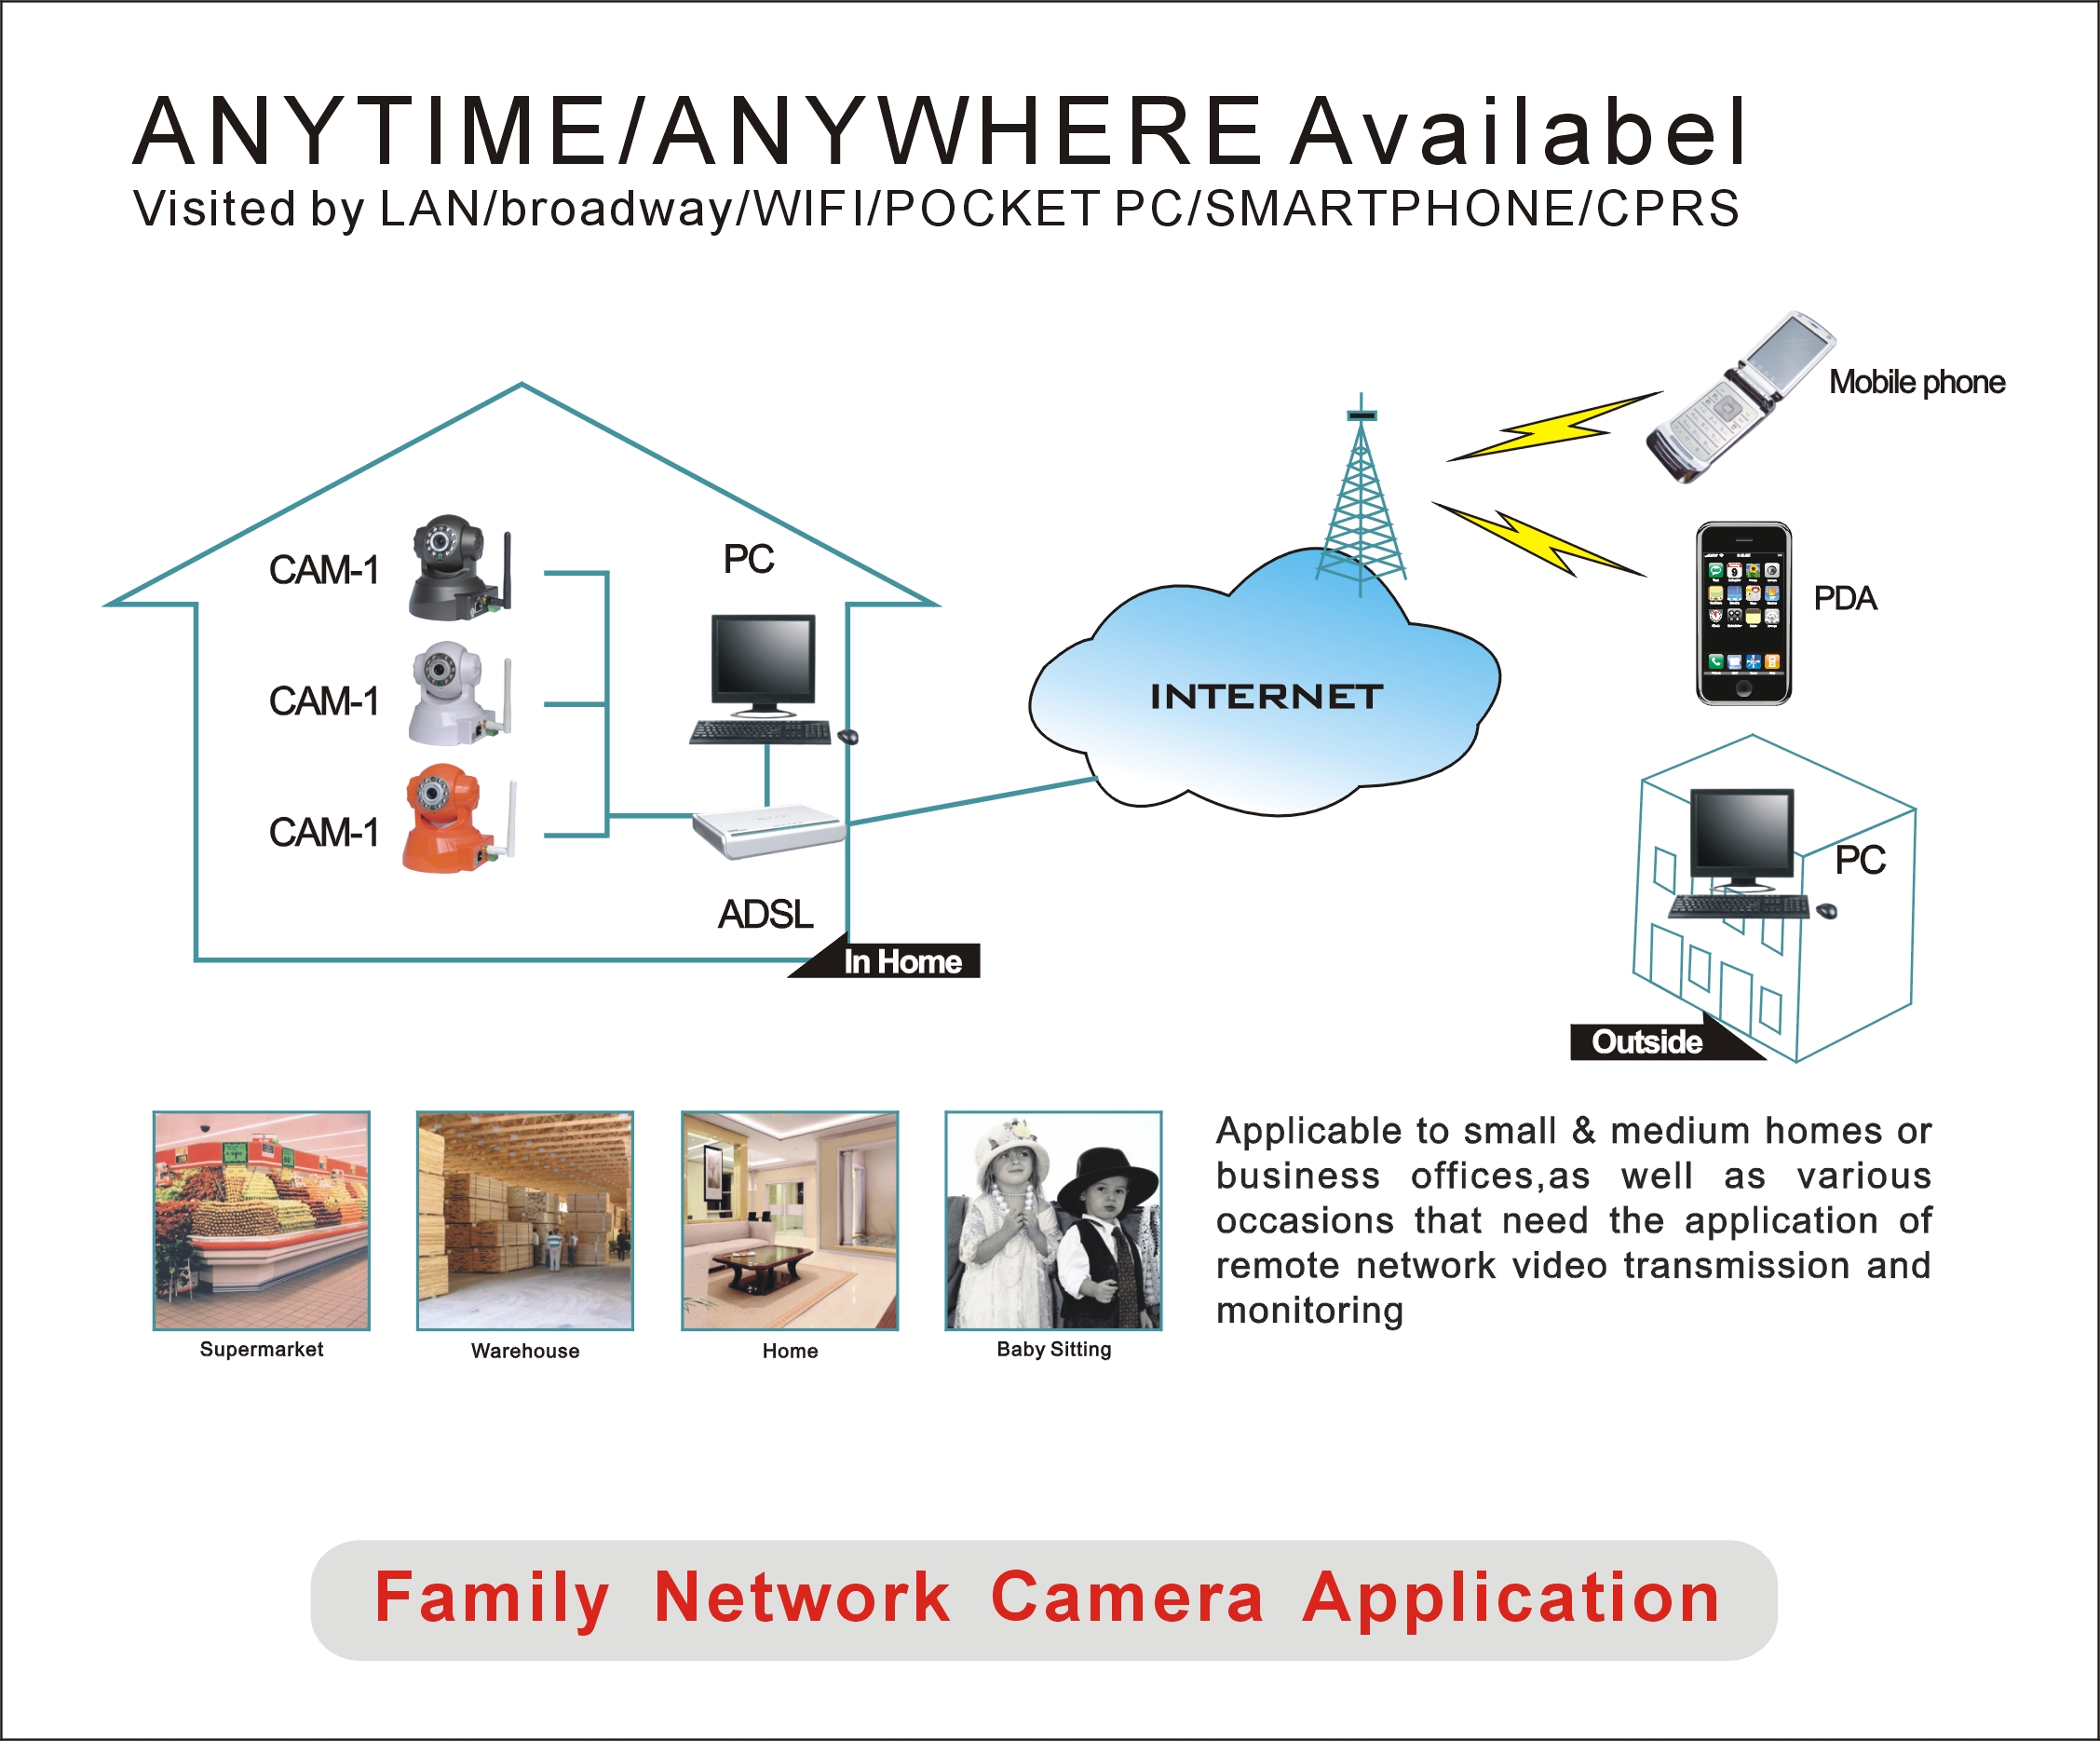 ANYTIME/ANYWHERE Availabel
Visited by LAN/broadway/WIFI/POCKET PC/SMARTPHONE/CPRS
Mobile phone
CAM-1
PC
PDA
CAM-1
INTERNET
CAM-1
PC
ADSL
In Home
Outside
Applicable to small & medium homes or
business offices,as well as various
occasions that need the application of
remote network video transmission and
monitoring
Supermarket
Warehouse
Home
Baby Sitting
Family Network Camera Application